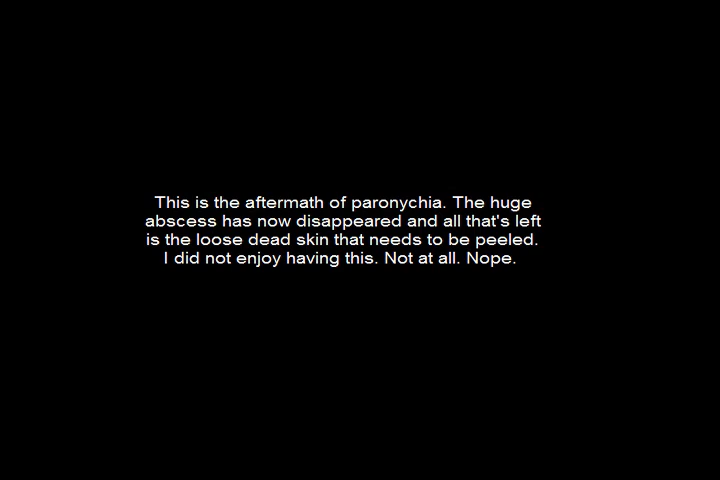 This is the aftermath of paronychia. The huge
abscess has now disappeared and all that's left
is the loose dead skin that needs to be peeled.
I did not enjoy having this. Not at all. Nope.